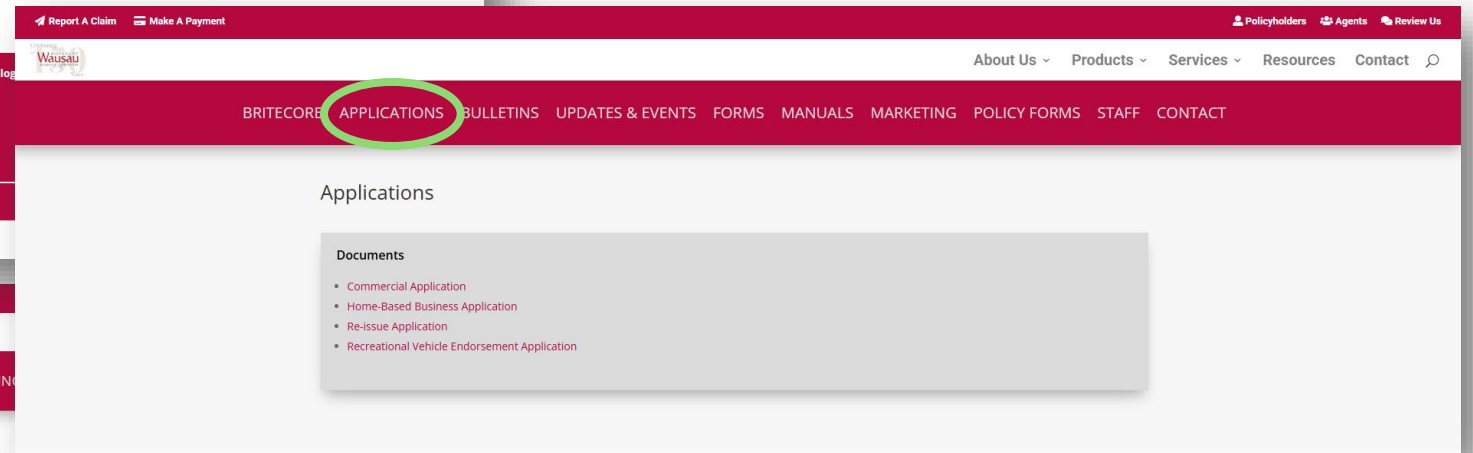 Report A Claim Make A Payment Policyholders Agents Review Us
Wausau
About Us Products Services Resources Contact
BRITECORE APPLICATIONS BULLETINS UPDATES & EVENTS FORMS MANUALS MARKETING POLICY FORMS STAFF CONTACT
Applications
Documents
Commercial Application
Home-Based Business Application
Re-issue Application
Recreational Vehicle Endorsement Application